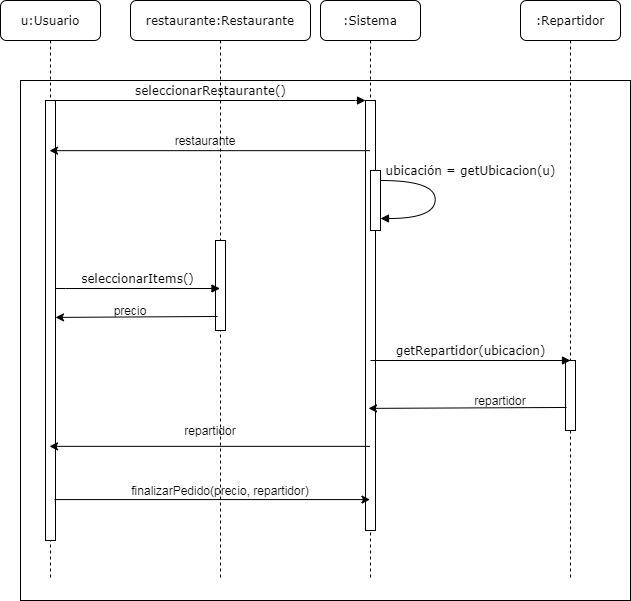 u:Usuario
restaurante:Restaurante
:Sistema
:Repartidor
seleccionarRestaurante()
restaurante
ubicación = getUbicacion(u)
seleccionarItems()
precio
getRepartidor(ubicacion)
repartidor
repartidor
finalizarPedido(precio, repartidor)